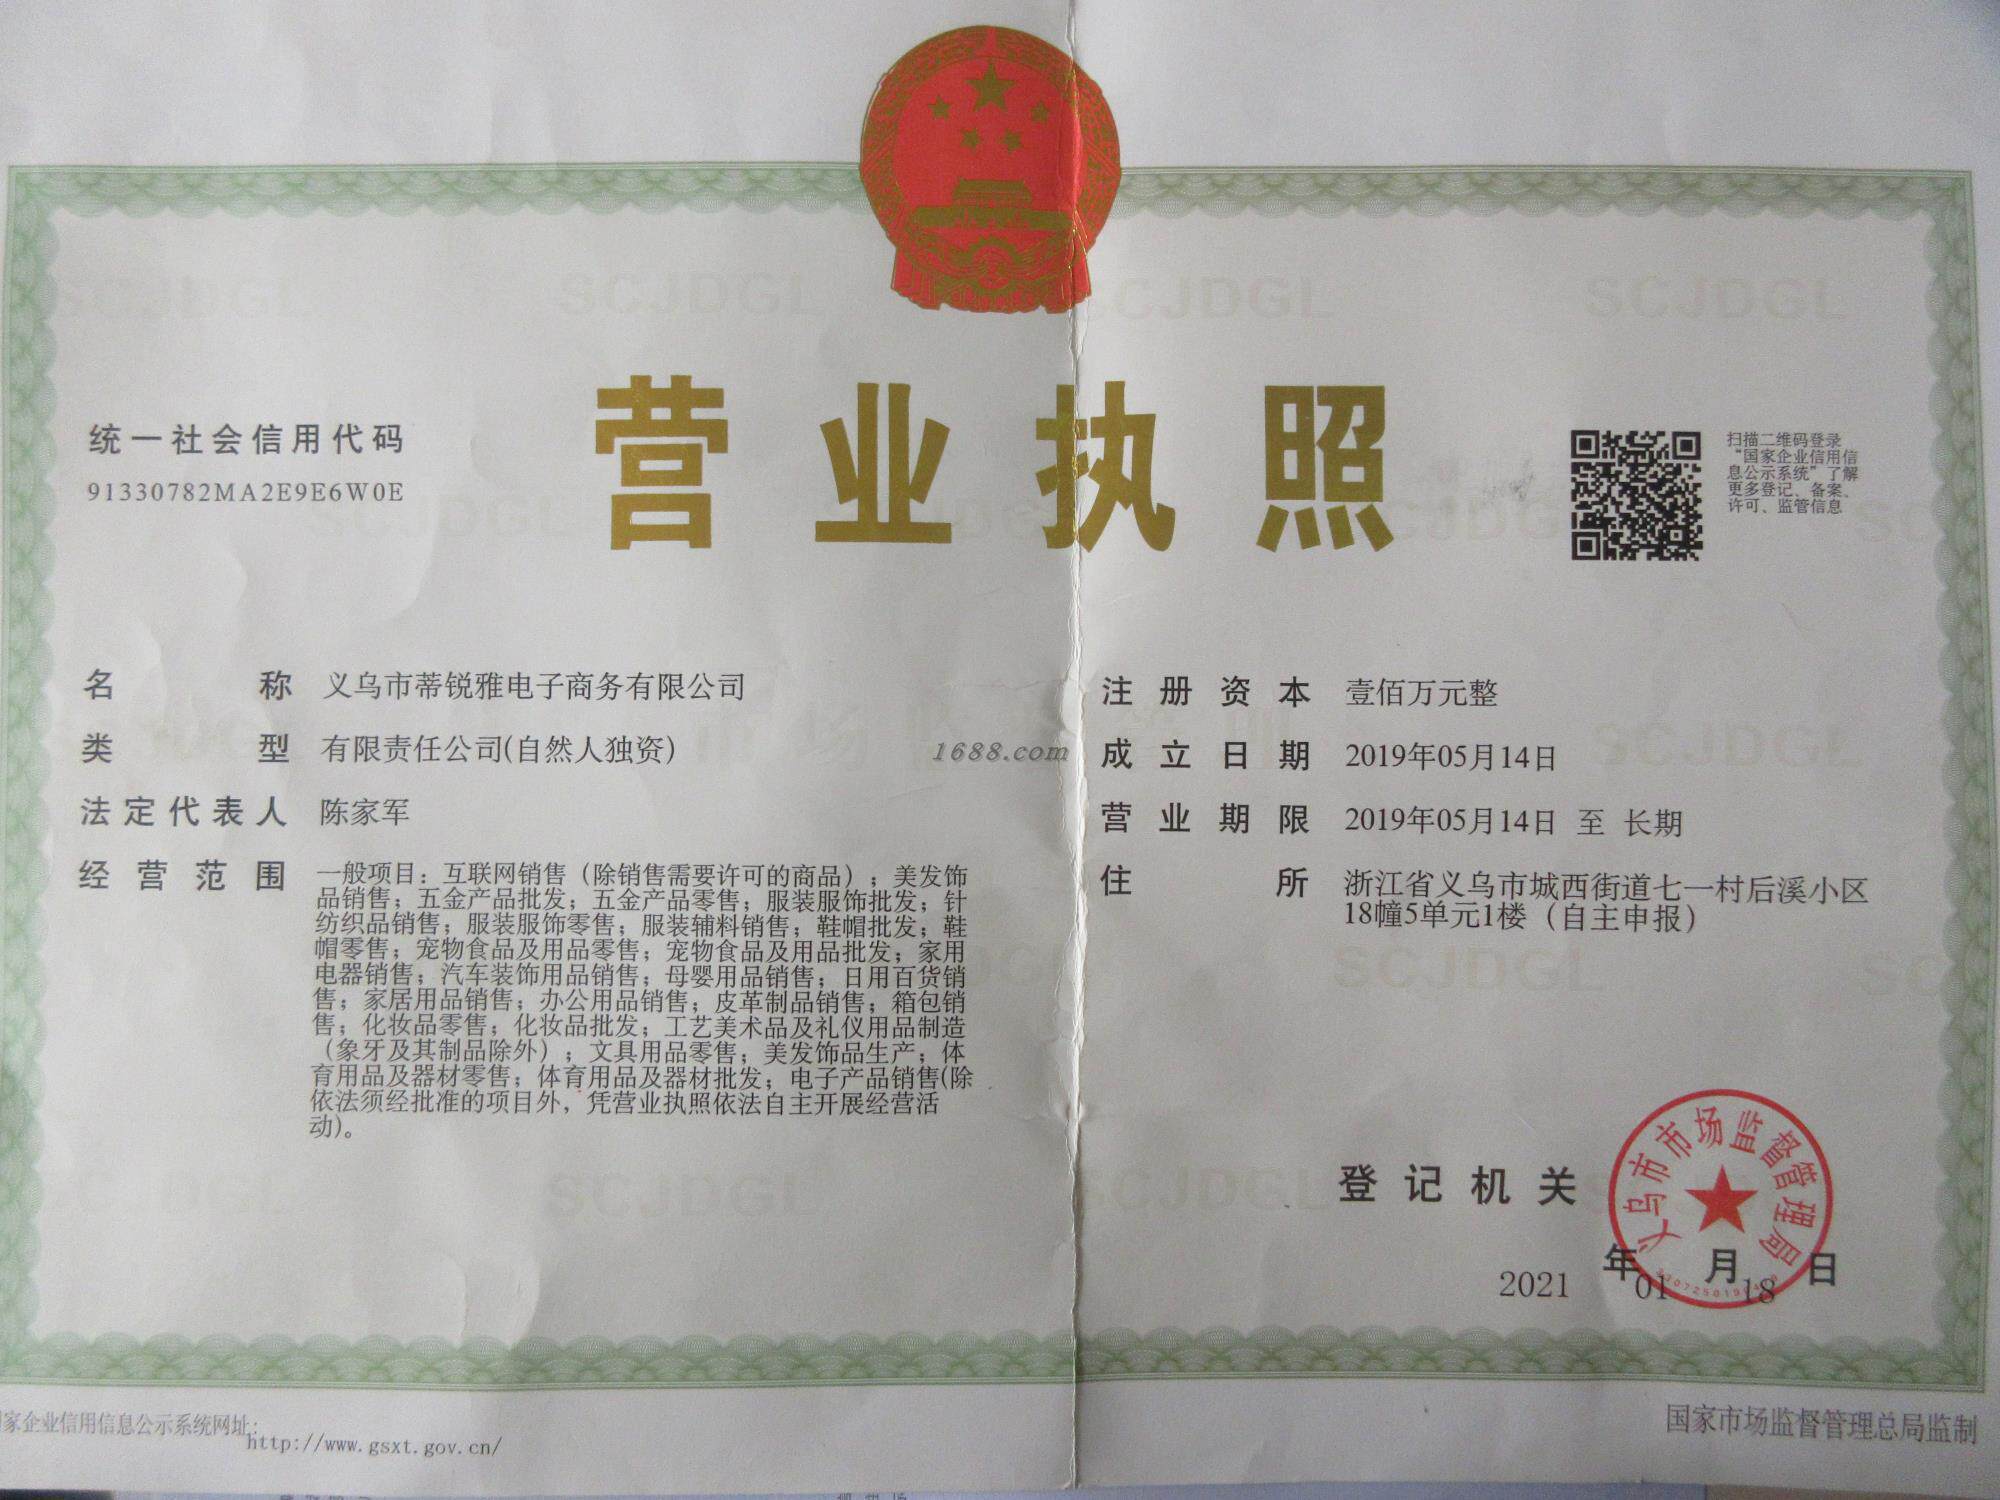 营业执照
统一社会信用代码
91330782MA2E9E6W0E
扫描二维码登录
“国家企业信用信
息公示系统”了解
更多登记、备案、
许可、监管信息
名称 义乌市蒂锐雅电子商务有限公司
类型 有限责任公司(自然人独资)
法定代表人 陈家军
经营范围 一般项目：互联网销售（除销售需要许可的商品）；美发饰
品销售；五金产品批发；五金产品零售；服装服饰批发；针
纺织品销售；服装服饰零售；服装辅料销售；鞋帽批发；鞋
帽零售；宠物食品及用品零售；宠物食品及用品批发；家用
电器销售；汽车装饰用品销售；母婴用品销售；日用百货销
售；家居用品销售；办公用品销售；皮革制品销售；箱包销
售；化妆品零售；化妆品批发；工艺美术品及礼仪用品制造
（象牙及其制品除外）；文具用品零售；美发饰品生产；体
育用品及器材零售；体育用品及器材批发；电子产品销售(除
依法须经批准的项目外，凭营业执照依法自主开展经营活
动)。
1688.com
注册资本 壹佰万元整
成立日期 2019年05月14日
营业期限 2019年05月14日 至 长期
住所 浙江省义乌市城西街道七一村后溪小区
18幢5单元1楼（自主申报）
登记机关
义乌市市场监督管理局
2021年01月18日
家企业信用信息公示系统网址:
http://www.gsxt.gov.cn/
国家市场监督管理总局监制
SCJDGL SCJDGL SCJDGL SCJDGL